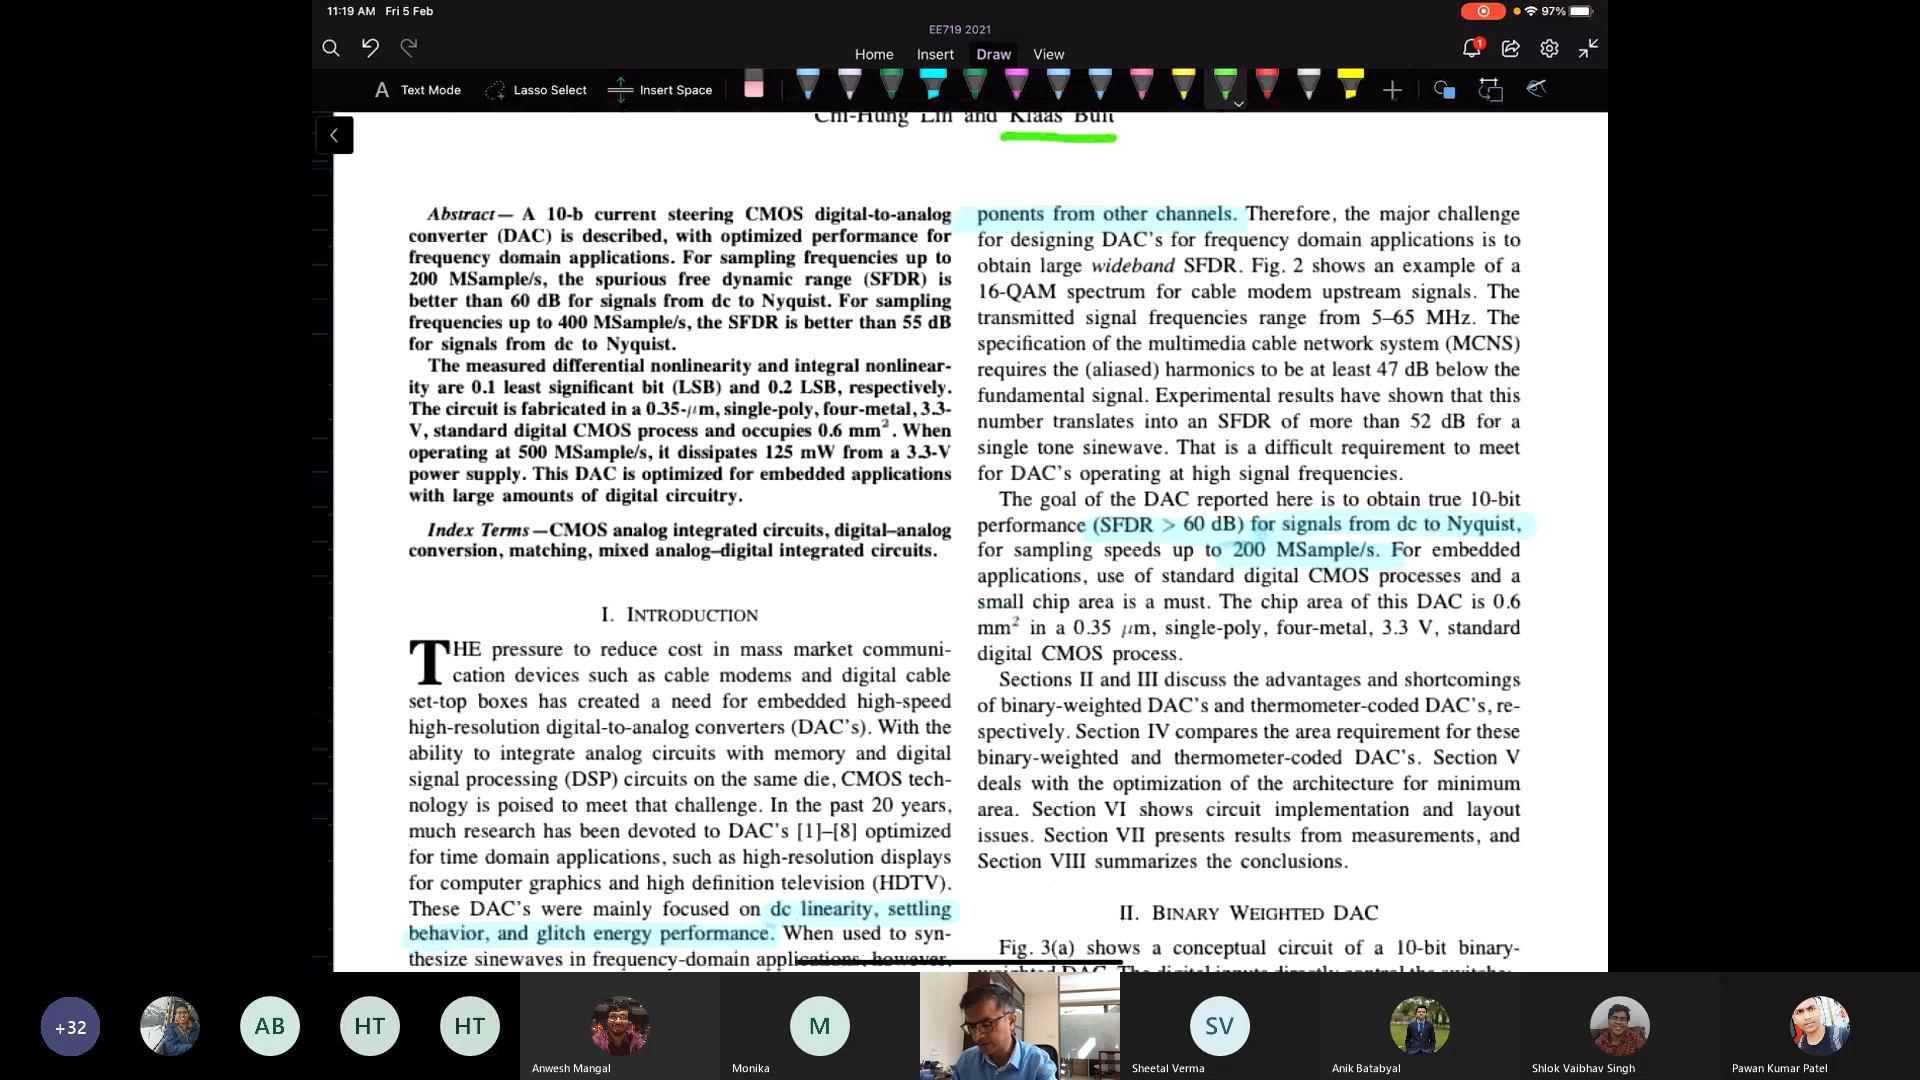 11:19 AM Fri 5 Feb
97%
EE719 2021
Home Insert Draw View
1
A Text Mode Lasso Select Insert Space
Chi-Hung Lin and Klaas Bult
Abstract— A 10-b current steering CMOS digital-to-analog
converter (DAC) is described, with optimized performance for
frequency domain applications. For sampling frequencies up to
200 MSample/s, the spurious free dynamic range (SFDR) is
better than 60 dB for signals from dc to Nyquist. For sampling
frequencies up to 400 MSample/s, the SFDR is better than 55 dB
for signals from dc to Nyquist.
The measured differential nonlinearity and integral nonlinear-
ity are 0.1 least significant bit (LSB) and 0.2 LSB, respectively.
The circuit is fabricated in a 0.35-μm, single-poly, four-metal, 3.3-
V, standard digital CMOS process and occupies 0.6 mm². When
operating at 500 MSample/s, it dissipates 125 mW from a 3.3-V
power supply. This DAC is optimized for embedded applications
with large amounts of digital circuitry.
Index Terms—CMOS analog integrated circuits, digital–analog
conversion, matching, mixed analog–digital integrated circuits.
I. INTRODUCTION
THE pressure to reduce cost in mass market communi-
cation devices such as cable modems and digital cable
set-top boxes has created a need for embedded high-speed
high-resolution digital-to-analog converters (DAC's). With the
ability to integrate analog circuits with memory and digital
signal processing (DSP) circuits on the same die, CMOS tech-
nology is poised to meet that challenge. In the past 20 years,
much research has been devoted to DAC's [1]–[8] optimized
for time domain applications, such as high-resolution displays
for computer graphics and high definition television (HDTV).
These DAC's were mainly focused on dc linearity, settling
behavior, and glitch energy performance. When used to syn-
thesize sinewaves in frequency-domain applications, however,
ponents from other channels. Therefore, the major challenge
for designing DAC's for frequency domain applications is to
obtain large wideband SFDR. Fig. 2 shows an example of a
16-QAM spectrum for cable modem upstream signals. The
transmitted signal frequencies range from 5–65 MHz. The
specification of the multimedia cable network system (MCNS)
requires the (aliased) harmonics to be at least 47 dB below the
fundamental signal. Experimental results have shown that this
number translates into an SFDR of more than 52 dB for a
single tone sinewave. That is a difficult requirement to meet
for DAC's operating at high signal frequencies.
The goal of the DAC reported here is to obtain true 10-bit
performance (SFDR > 60 dB) for signals from dc to Nyquist,
for sampling speeds up to 200 MSample/s. For embedded
applications, use of standard digital CMOS processes and a
small chip area is a must. The chip area of this DAC is 0.6
mm² in a 0.35 μm, single-poly, four-metal, 3.3 V, standard
digital CMOS process.
Sections II and III discuss the advantages and shortcomings
of binary-weighted DAC's and thermometer-coded DAC's, re-
spectively. Section IV compares the area requirement for these
binary-weighted and thermometer-coded DAC's. Section V
deals with the optimization of the architecture for minimum
area. Section VI shows circuit implementation and layout
issues. Section VII presents results from measurements, and
Section VIII summarizes the conclusions.
II. BINARY WEIGHTED DAC
Fig. 3(a) shows a conceptual circuit of a 10-bit binary-
weighted DAC. The digital inputs directly control the switches
+32 AB HT HT M SV
Anwesh Mangal Monika Sheetal Verma Anik Batabyal Shlok Vaibhav Singh Pawan Kumar Patel